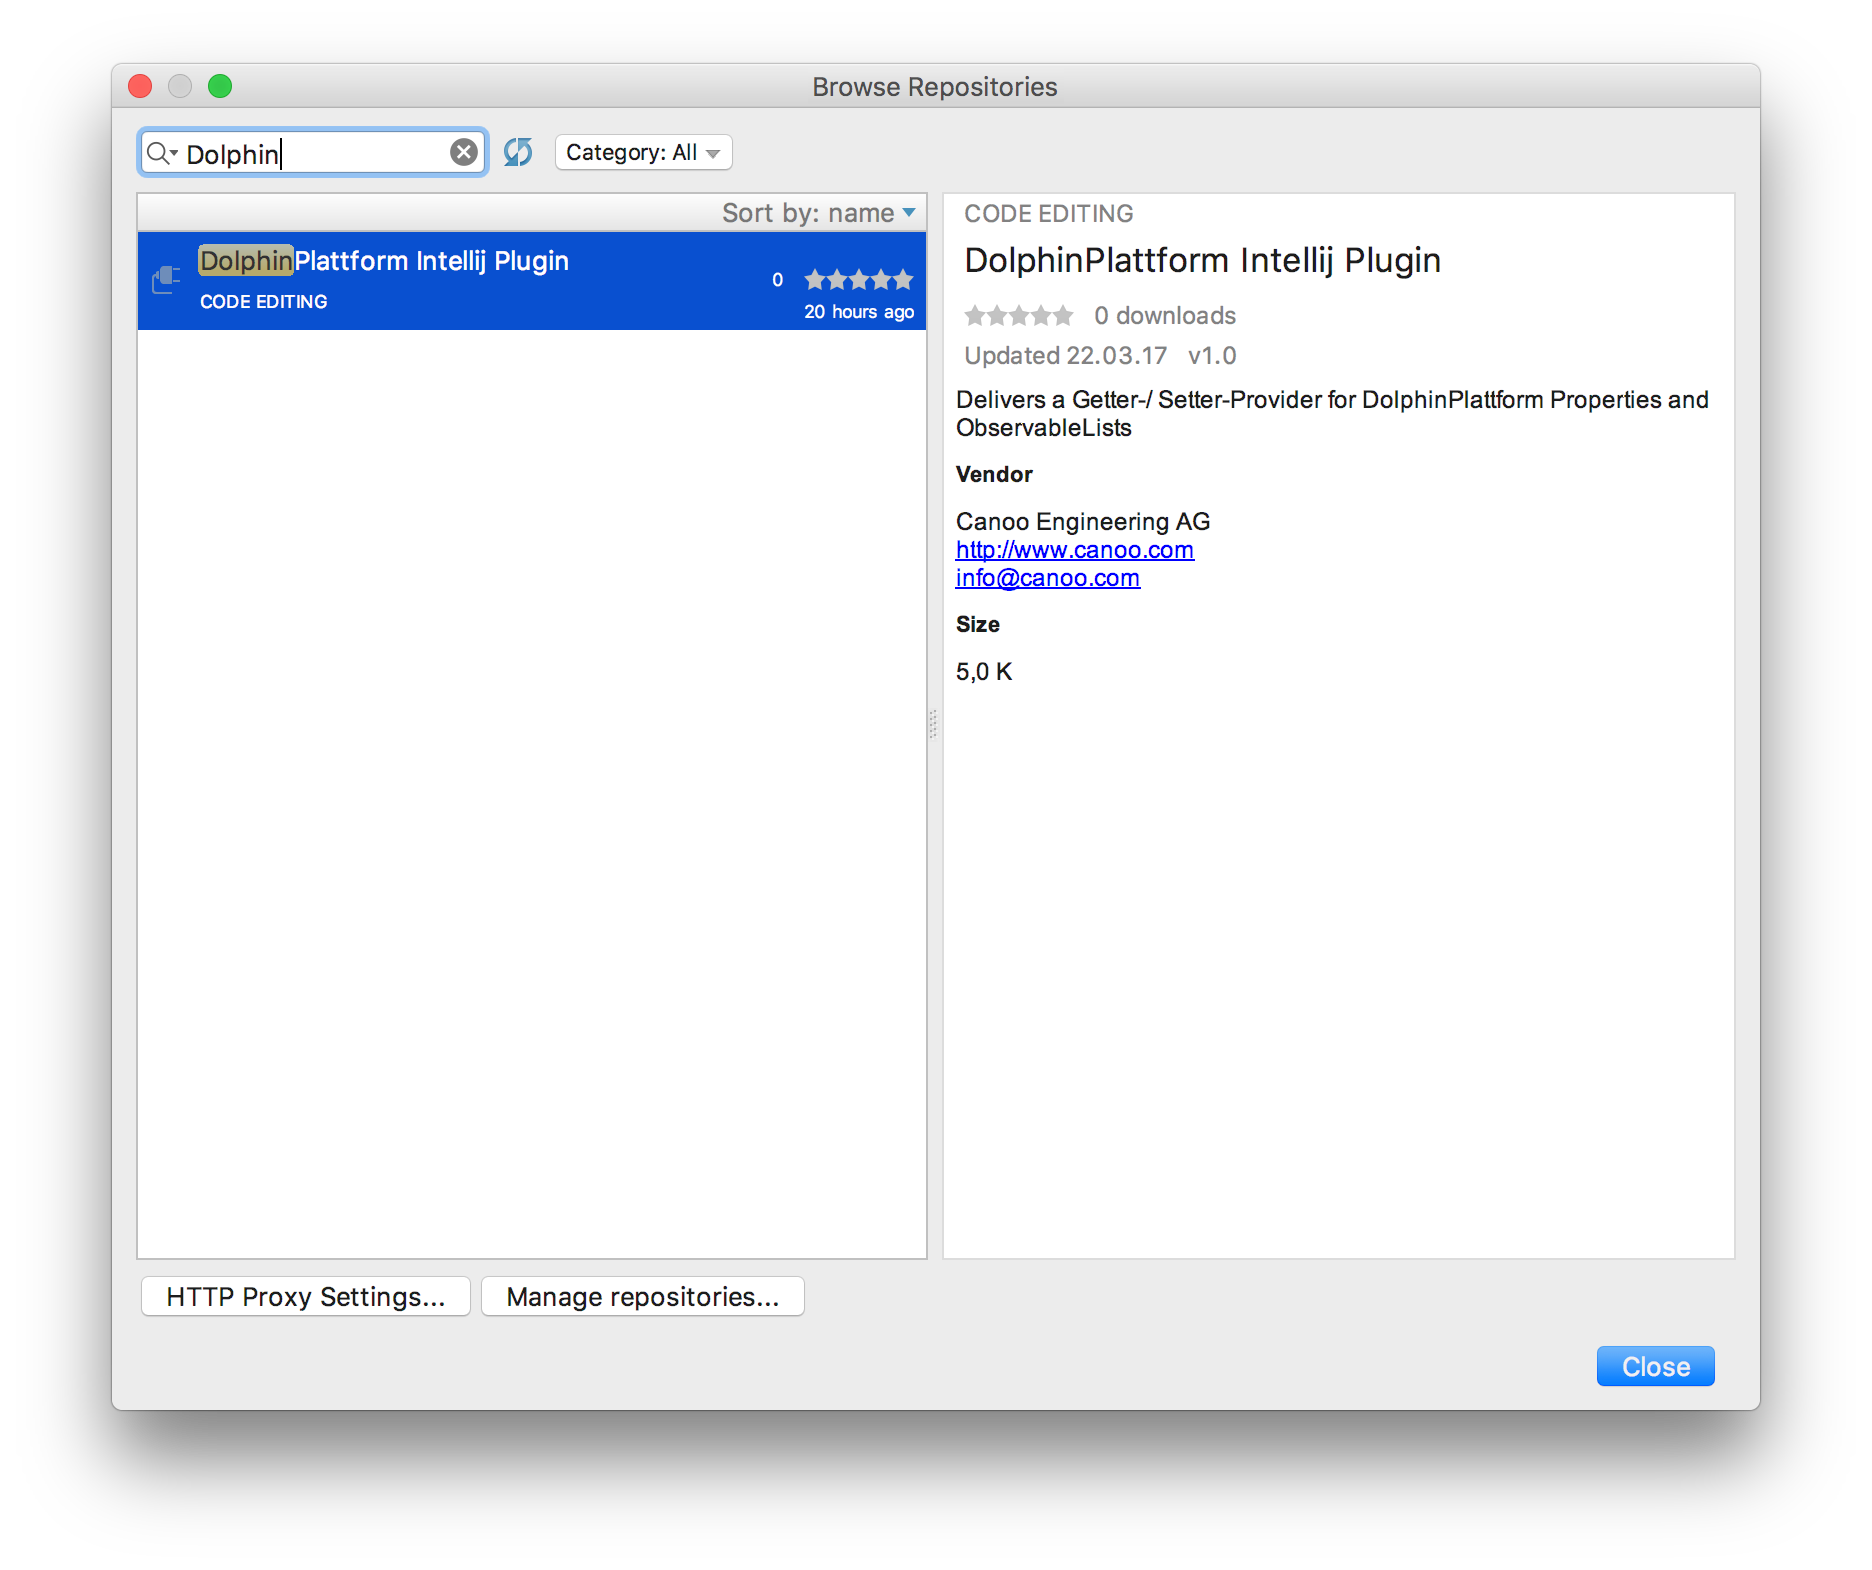 Browse Repositories
Dolphin
Category: All
Sort by: name
DolphinPlattform Intellij Plugin
0
CODE EDITING
20 hours ago
CODE EDITING
DolphinPlattform Intellij Plugin
0 downloads
Updated 22.03.17 v1.0
Delivers a Getter-/ Setter-Provider for DolphinPlattform Properties and
ObservableLists
Vendor
Canoo Engineering AG
http://www.canoo.com
info@canoo.com
Size
5,0 K
HTTP Proxy Settings...
Manage repositories...
Close